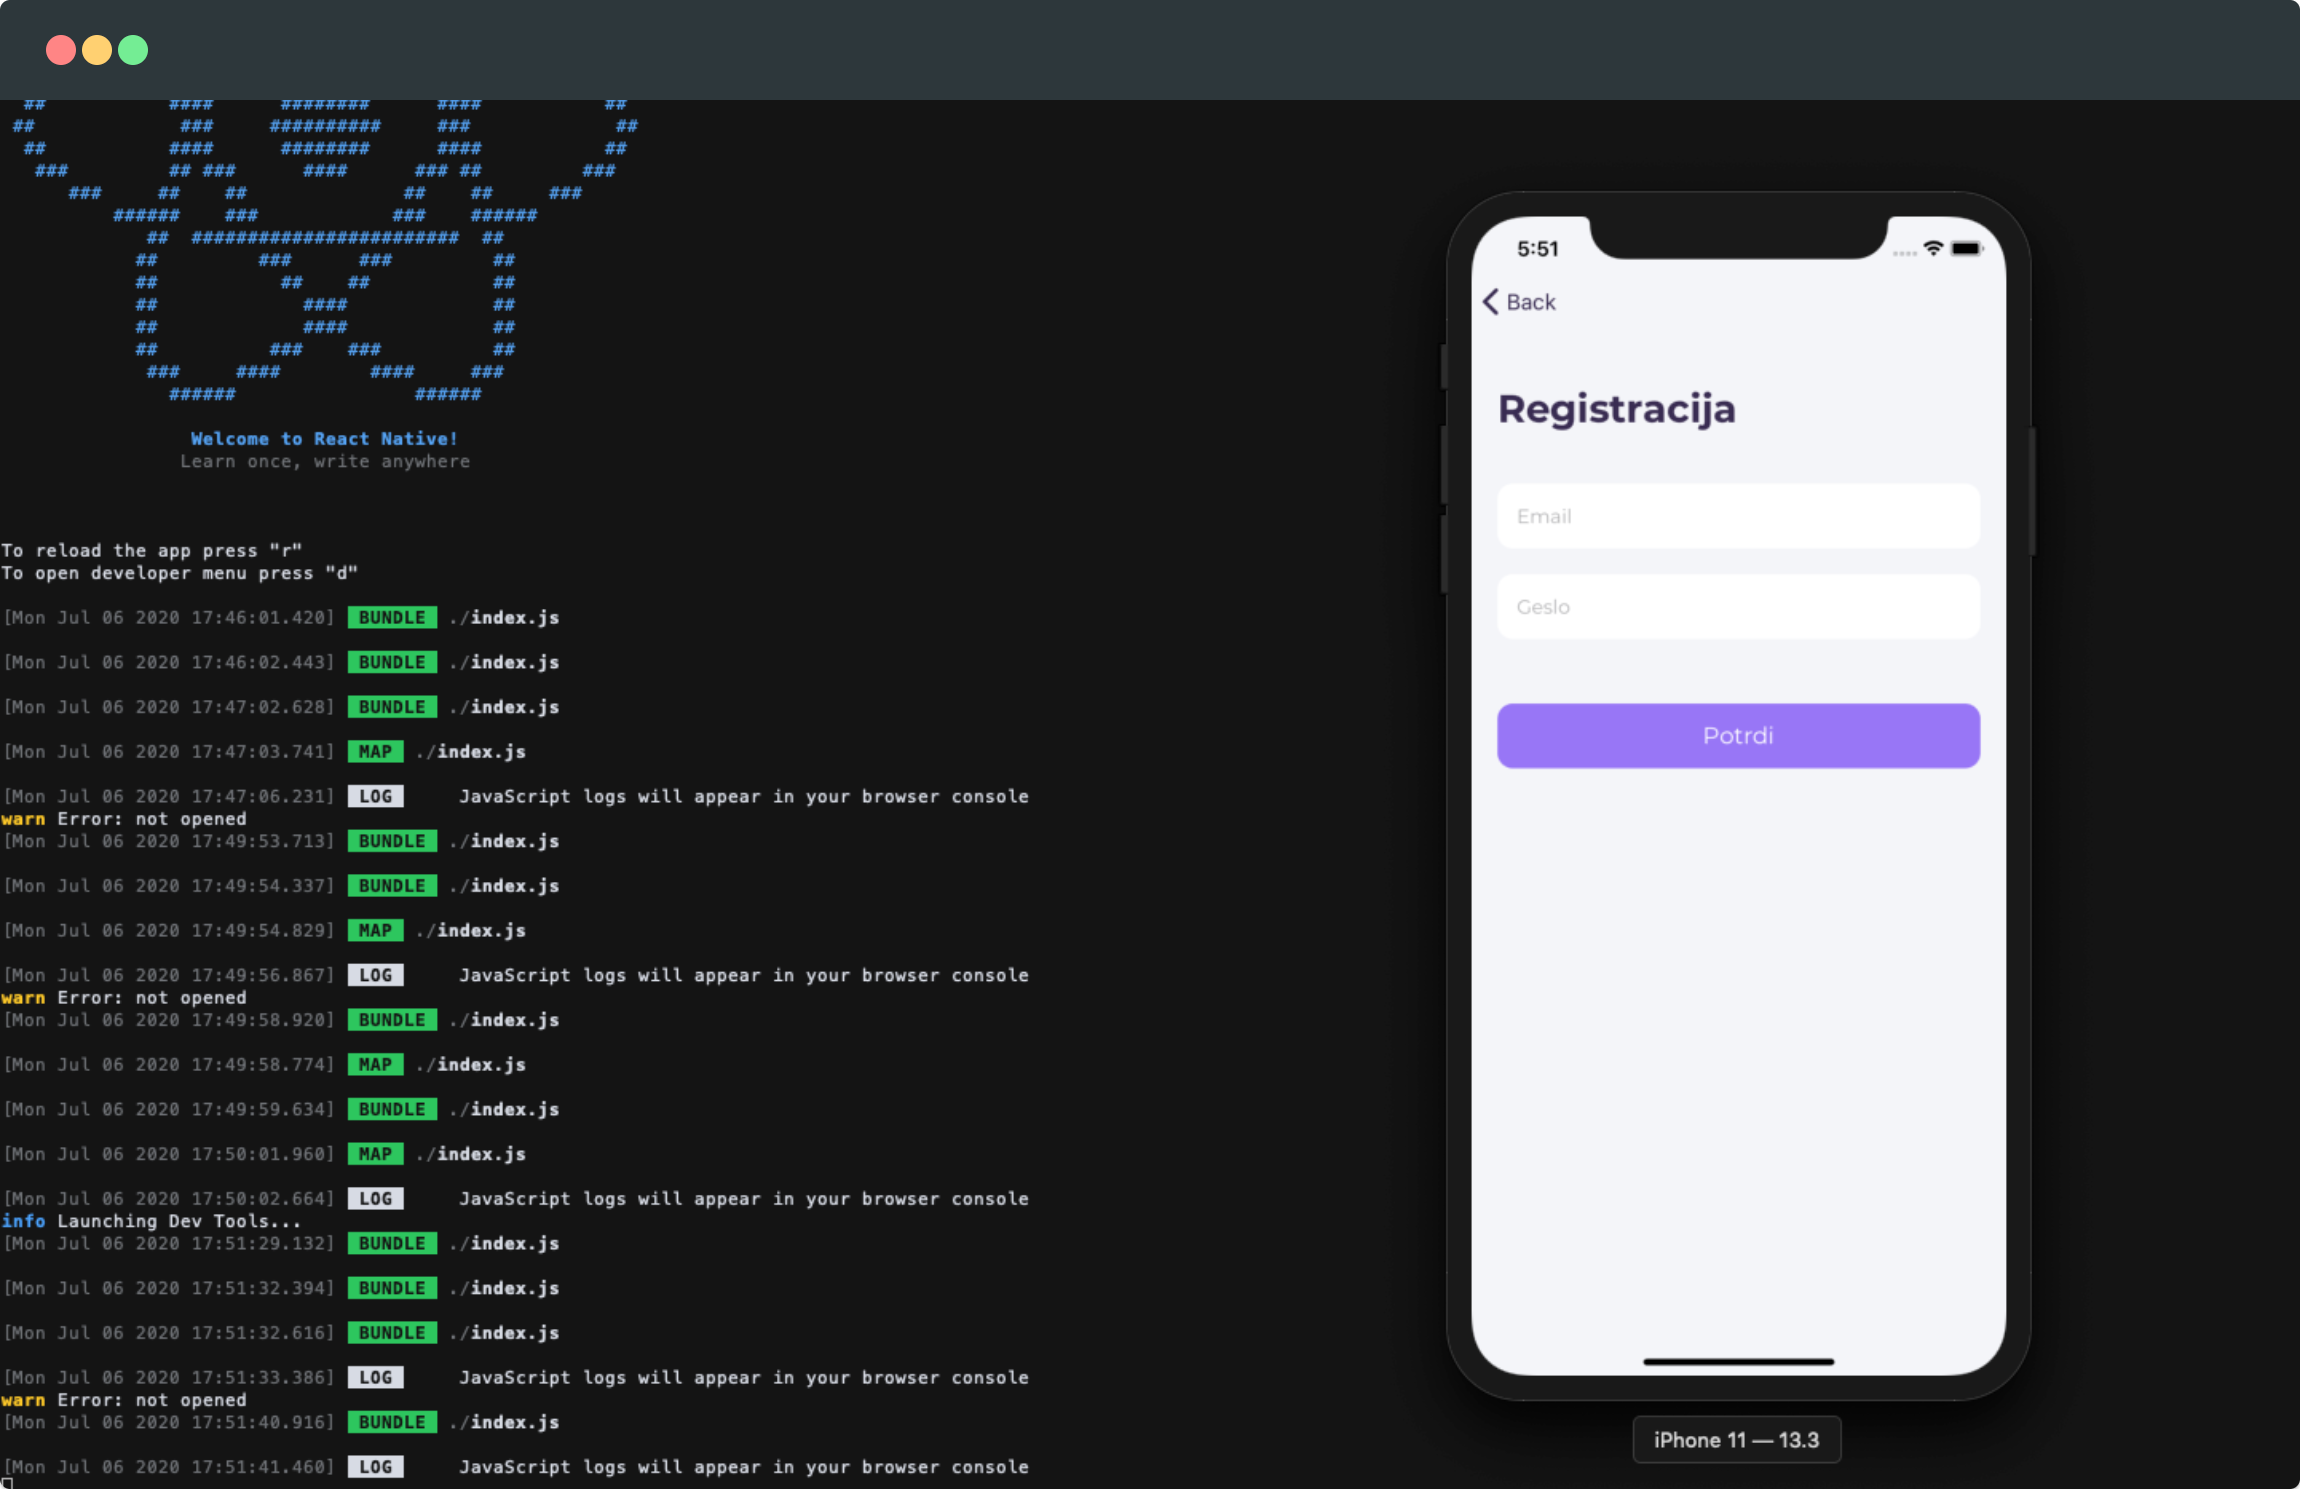 Welcome to React Native!
Learn once, write anywhere
To reload the app press "r"
To open developer menu press "d"
[Mon Jul 06 2020 17:46:01.420] BUNDLE ./index.js
[Mon Jul 06 2020 17:46:02.443] BUNDLE ./index.js
[Mon Jul 06 2020 17:47:02.628] BUNDLE ./index.js
[Mon Jul 06 2020 17:47:03.741] MAP ./index.js
[Mon Jul 06 2020 17:47:06.231] LOG JavaScript logs will appear in your browser console
warn Error: not opened
[Mon Jul 06 2020 17:49:53.713] BUNDLE ./index.js
[Mon Jul 06 2020 17:49:54.337] BUNDLE ./index.js
[Mon Jul 06 2020 17:49:54.829] MAP ./index.js
[Mon Jul 06 2020 17:49:56.867] LOG JavaScript logs will appear in your browser console
warn Error: not opened
[Mon Jul 06 2020 17:49:58.920] BUNDLE ./index.js
[Mon Jul 06 2020 17:49:58.774] MAP ./index.js
[Mon Jul 06 2020 17:49:59.634] BUNDLE ./index.js
[Mon Jul 06 2020 17:50:01.960] MAP ./index.js
[Mon Jul 06 2020 17:50:02.664] LOG JavaScript logs will appear in your browser console
info Launching Dev Tools...
[Mon Jul 06 2020 17:51:29.132] BUNDLE ./index.js
[Mon Jul 06 2020 17:51:32.394] BUNDLE ./index.js
[Mon Jul 06 2020 17:51:32.616] BUNDLE ./index.js
[Mon Jul 06 2020 17:51:33.386] LOG JavaScript logs will appear in your browser console
warn Error: not opened
[Mon Jul 06 2020 17:51:40.916] BUNDLE ./index.js
[Mon Jul 06 2020 17:51:41.460] LOG JavaScript logs will appear in your browser console
5:51
Back
Registracija
Email
Geslo
Potrdi
iPhone 11 — 13.3